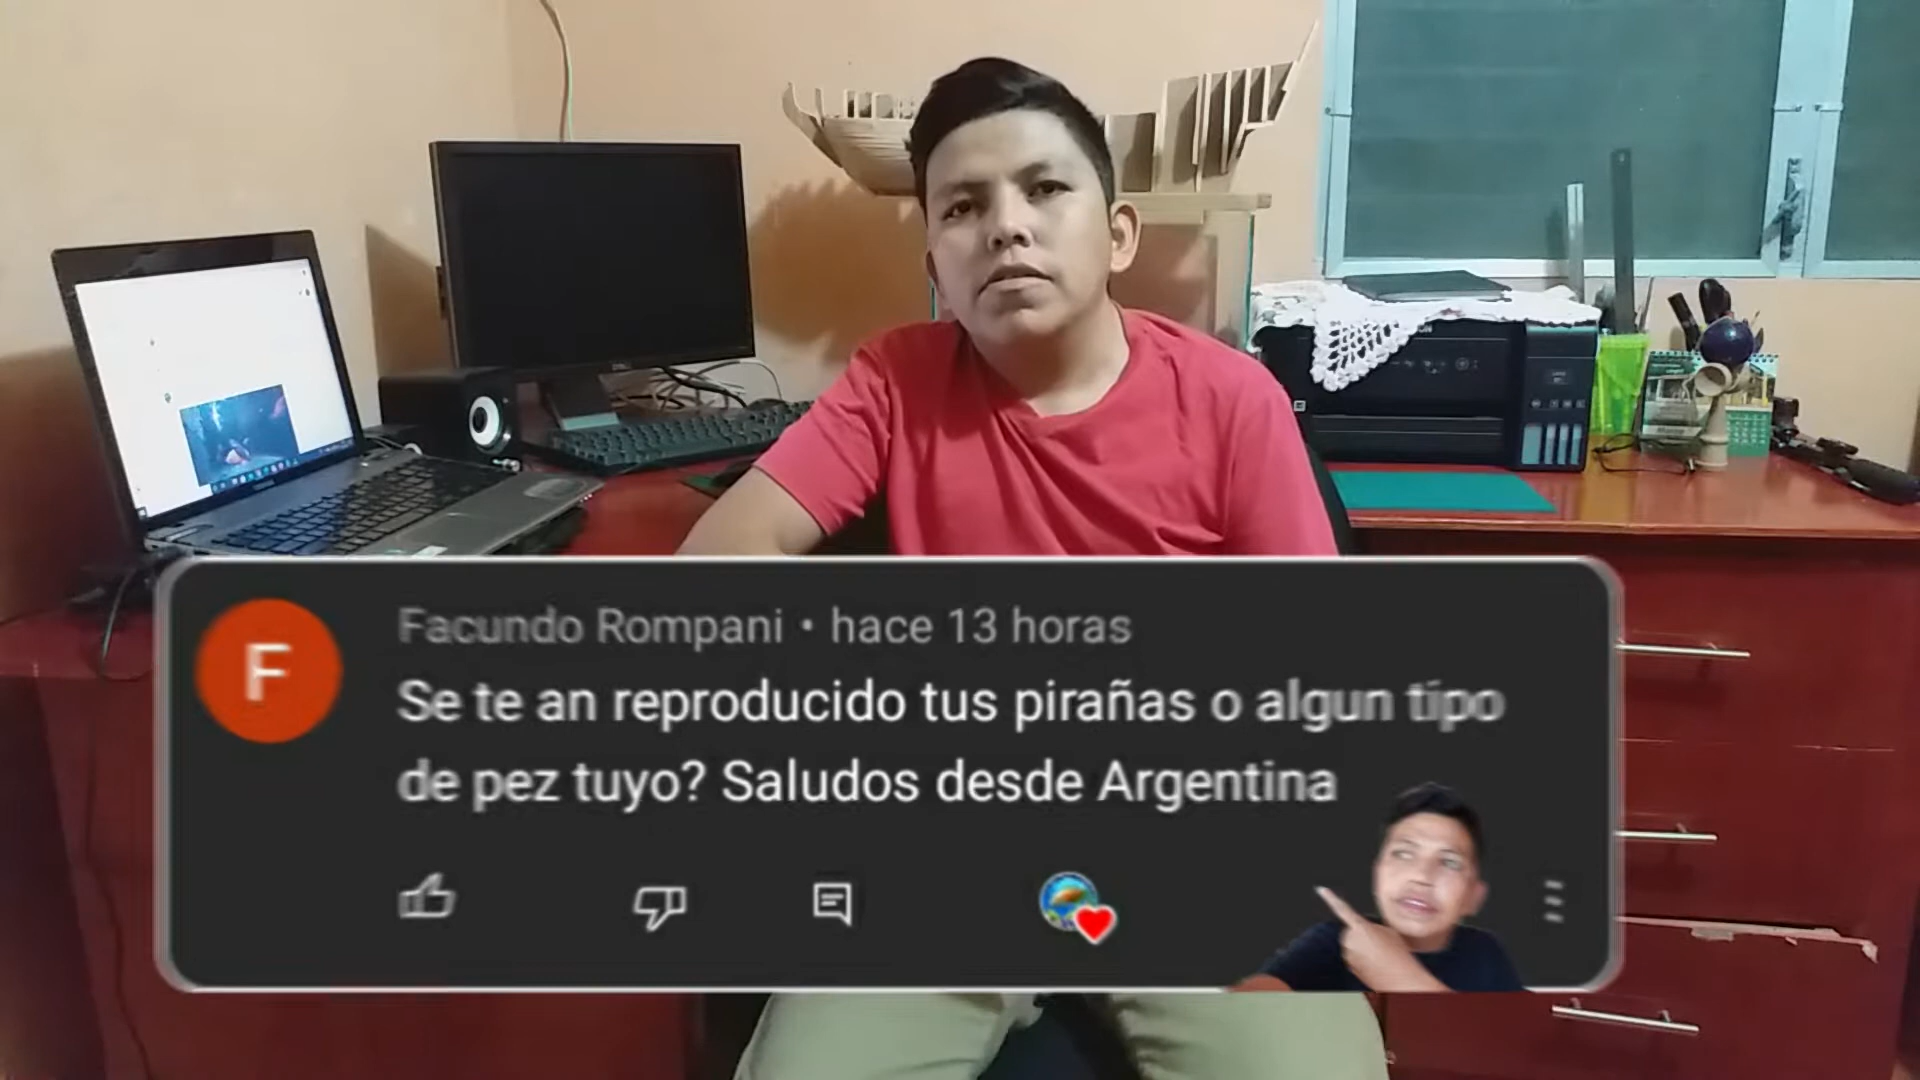 F
Facundo Rompani • hace 13 horas
Se te an reproducido tus pirañas o algun tipo
de pez tuyo? Saludos desde Argentina